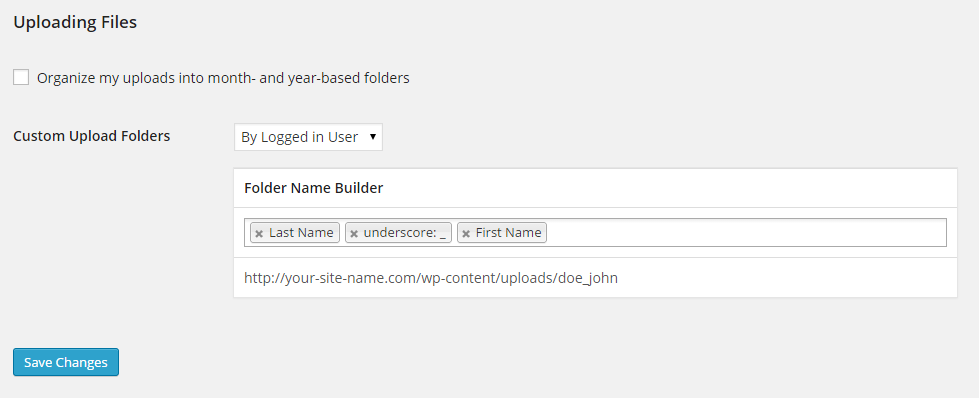 Uploading Files
Organize my uploads into month- and year-based folders
Custom Upload Folders By Logged in User
Folder Name Builder
× Last Name × underscore: _ × First Name
http://your-site-name.com/wp-content/uploads/doe_john
Save Changes